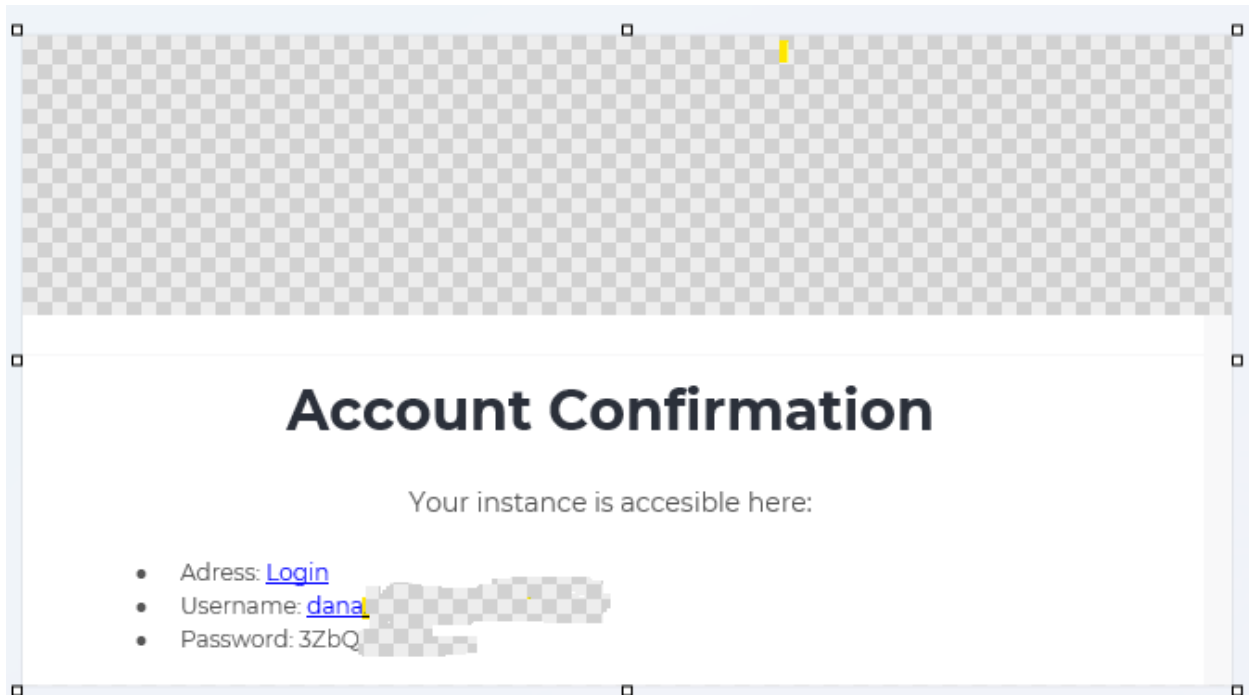 Account Confirmation
Your instance is accesible here:
Adress: Login
Username: dana
Password: 3ZbQ